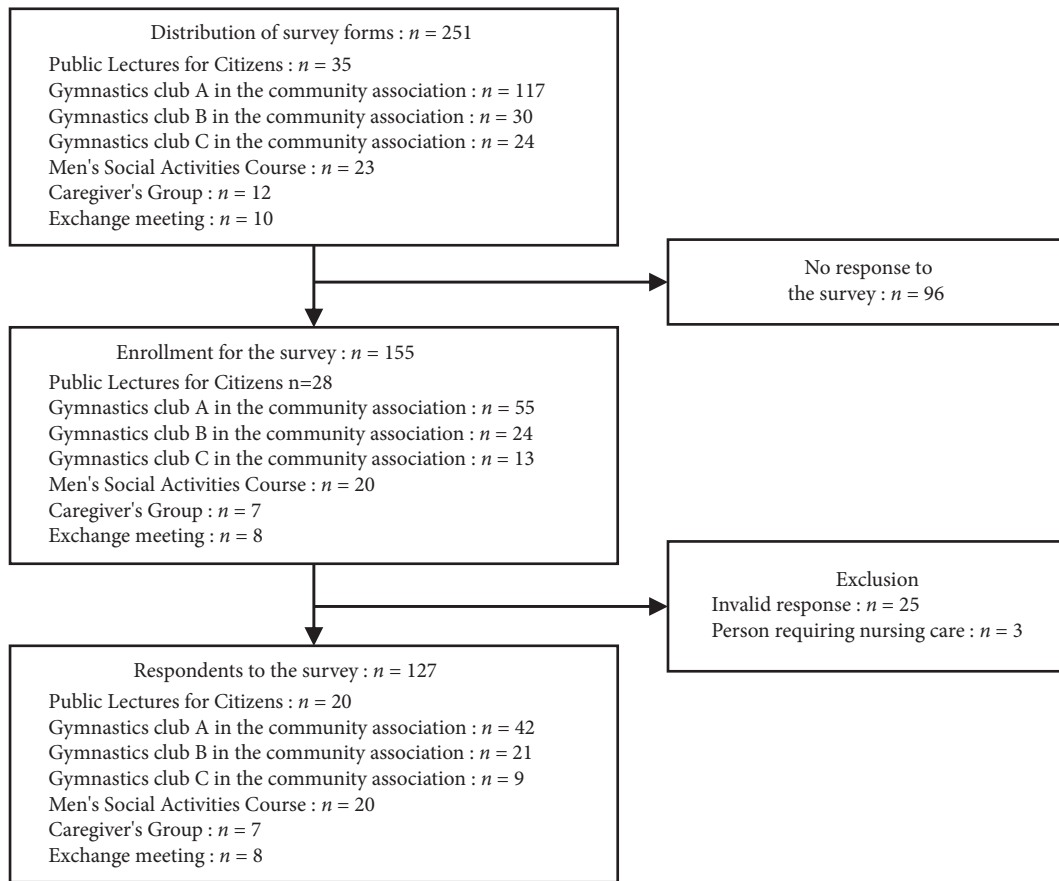 Distribution of survey forms : n = 251
Public Lectures for Citizens : n = 35
Gymnastics club A in the community association : n = 117
Gymnastics club B in the community association : n = 30
Gymnastics club C in the community association : n = 24
Men's Social Activities Course : n = 23
Caregiver's Group : n = 12
Exchange meeting : n = 10
No response to
the survey : n = 96
Enrollment for the survey : n = 155
Public Lectures for Citizens n=28
Gymnastics club A in the community association : n = 55
Gymnastics club B in the community association : n = 24
Gymnastics club C in the community association : n = 13
Men's Social Activities Course : n = 20
Caregiver's Group : n = 7
Exchange meeting : n = 8
Exclusion
Invalid response : n = 25
Person requiring nursing care : n = 3
Respondents to the survey : n = 127
Public Lectures for Citizens : n = 20
Gymnastics club A in the community association : n = 42
Gymnastics club B in the community association : n = 21
Gymnastics club C in the community association : n = 9
Men's Social Activities Course : n = 20
Caregiver's Group : n = 7
Exchange meeting : n = 8